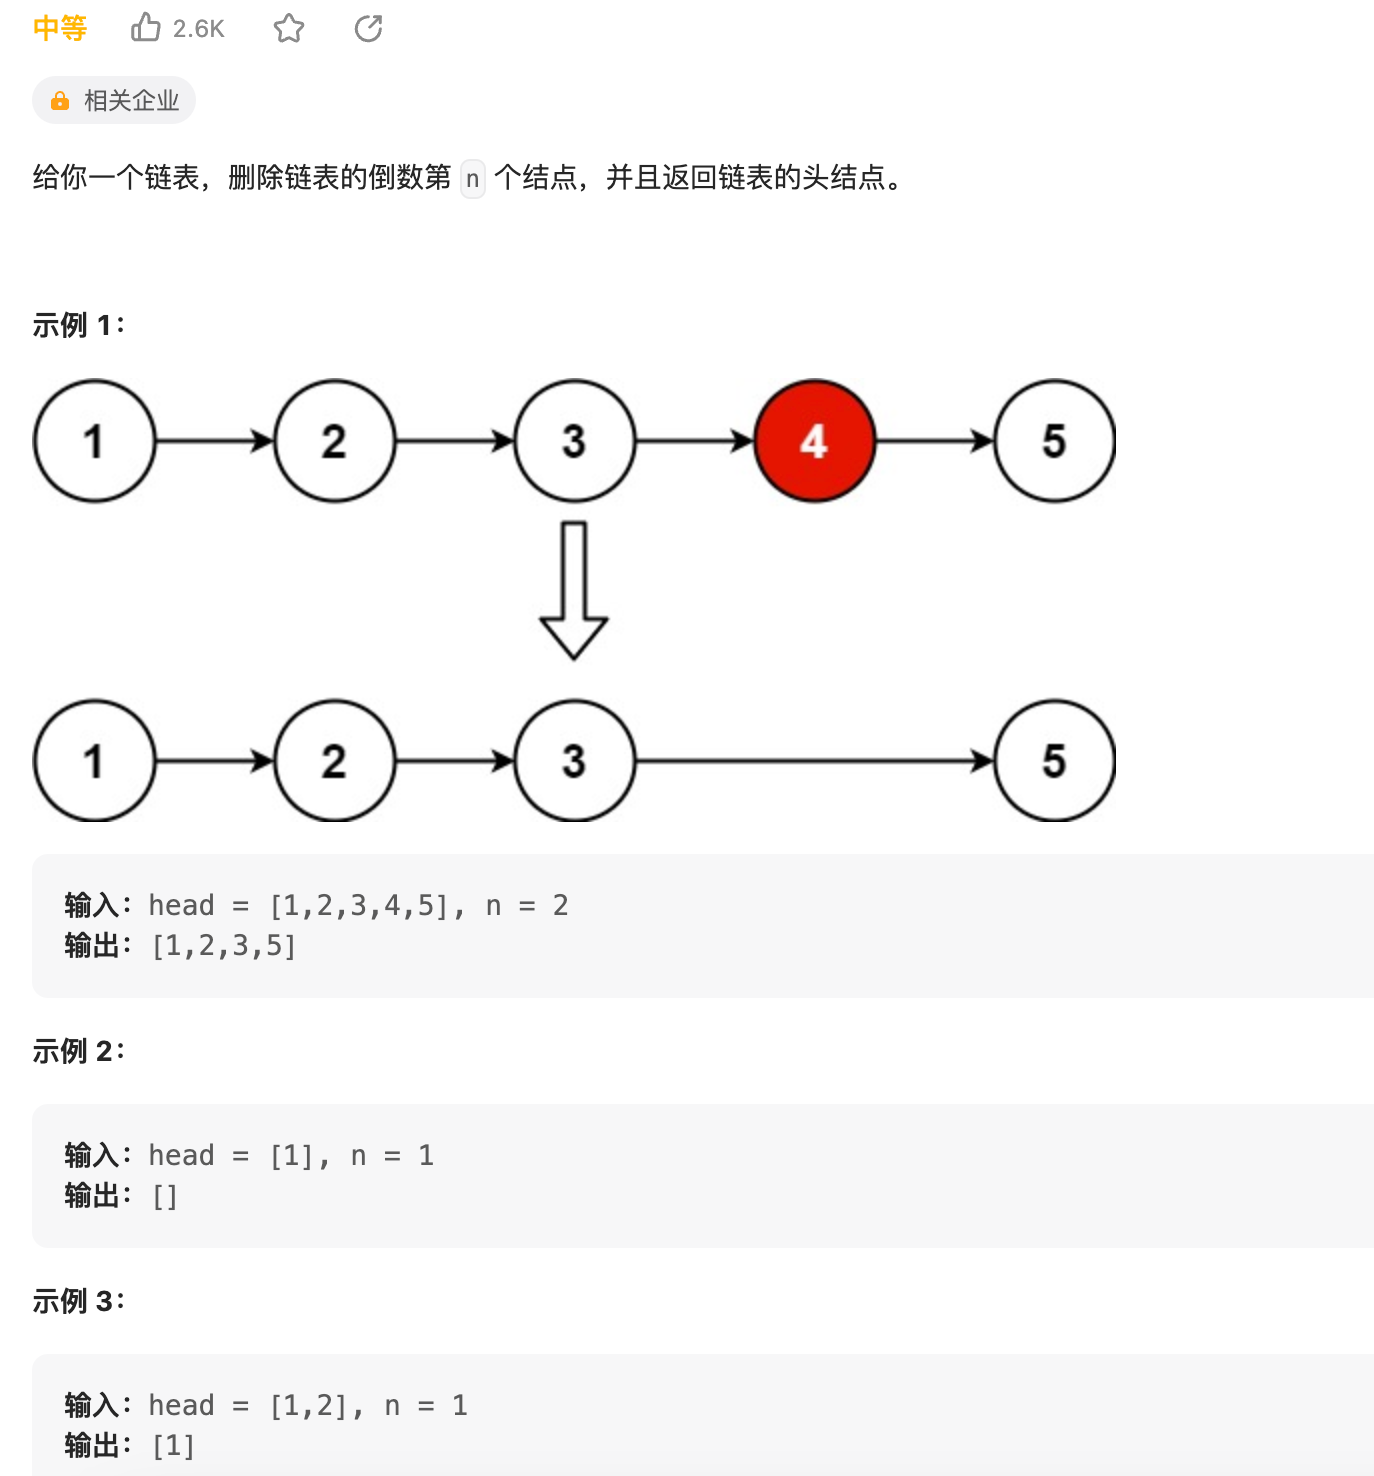 中等 2.6K
相关企业
给你一个链表，删除链表的倒数第 n 个结点，并且返回链表的头结点。
示例 1：
1 2 3 4 5
1 2 3 5
输入：head = [1,2,3,4,5], n = 2
输出：[1,2,3,5]
示例 2：
输入：head = [1], n = 1
输出：[]
示例 3：
输入：head = [1,2], n = 1
输出：[1]